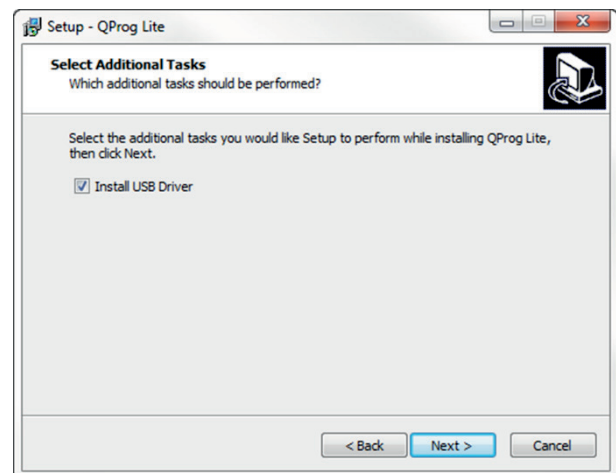 Setup - QProg Lite
Select Additional Tasks
Which additional tasks should be performed?
Select the additional tasks you would like Setup to perform while installing QProg Lite,
then click Next.
Install USB Driver
< Back
Next >
Cancel